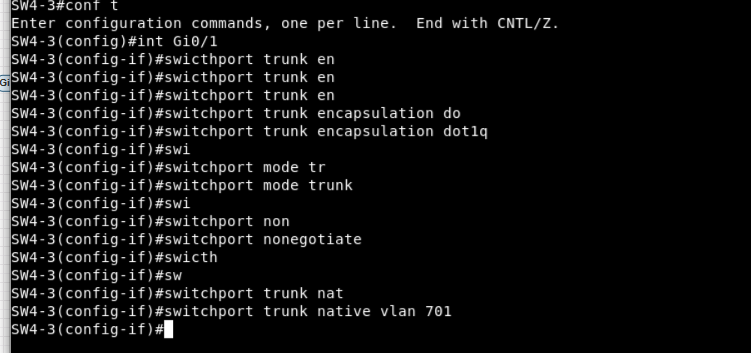 SW4-3#conf t
Enter configuration commands, one per line.  End with CNTL/Z.
SW4-3(config)#int Gi0/1
SW4-3(config-if)#swicthport trunk en
SW4-3(config-if)#swicthport trunk en
SW4-3(config-if)#switchport trunk en
SW4-3(config-if)#switchport trunk encapsulation do
SW4-3(config-if)#switchport trunk encapsulation dot1q
SW4-3(config-if)#swi
SW4-3(config-if)#switchport mode tr
SW4-3(config-if)#switchport mode trunk
SW4-3(config-if)#swi
SW4-3(config-if)#switchport non
SW4-3(config-if)#switchport nonegotiate
SW4-3(config-if)#swicth
SW4-3(config-if)#sw
SW4-3(config-if)#switchport trunk nat
SW4-3(config-if)#switchport trunk native vlan 701
SW4-3(config-if)#
Gi